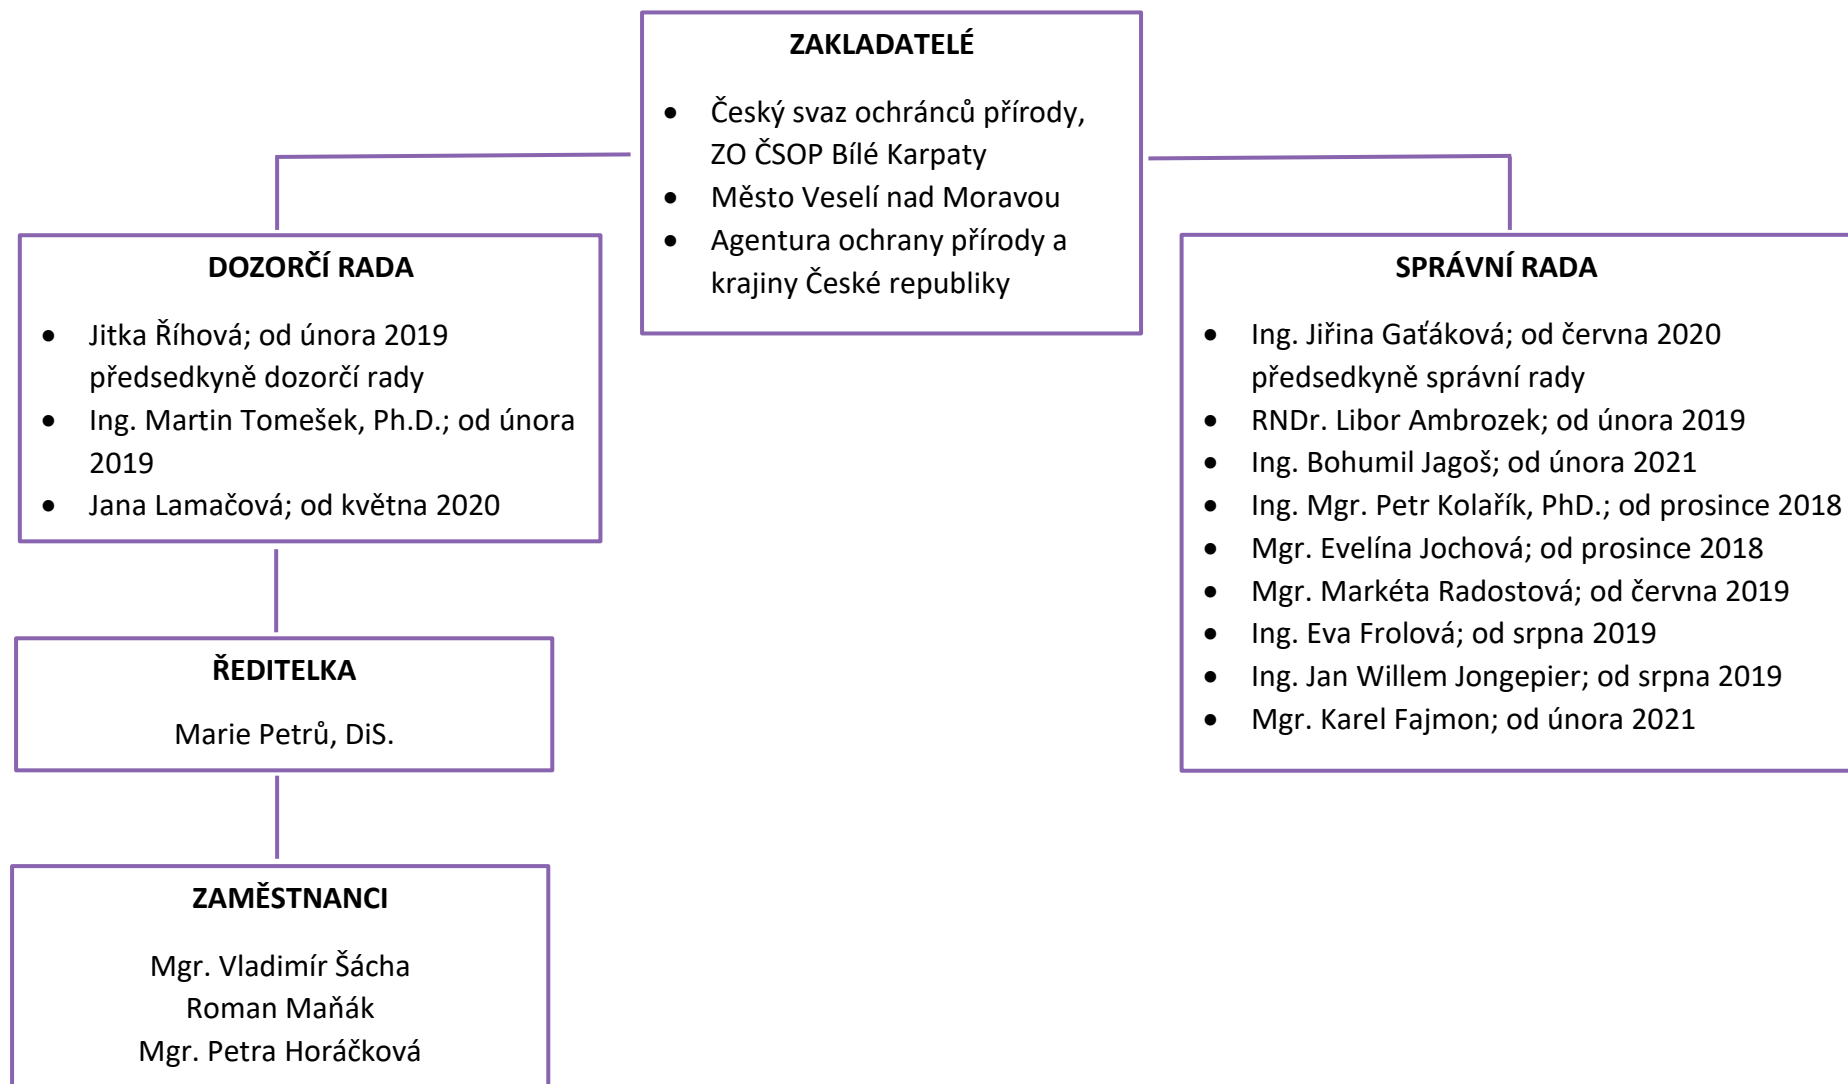 ZAKLADATELÉ
• Český svaz ochránců přírody,
ZO ČSOP Bílé Karpaty
• Město Veselí nad Moravou
• Agentura ochrany přírody a
krajiny České republiky
DOZORČÍ RADA
• Jitka Říhová; od února 2019
předsedkyně dozorčí rady
• Ing. Martin Tomešek, Ph.D.; od února
2019
• Jana Lamačová; od května 2020
SPRÁVNÍ RADA
• Ing. Jiřina Gaťáková; od června 2020
předsedkyně správní rady
• RNDr. Libor Ambrozek; od února 2019
• Ing. Bohumil Jagoš; od února 2021
• Ing. Mgr. Petr Kolařík, PhD.; od prosince 2018
• Mgr. Evelína Jochová; od prosince 2018
• Mgr. Markéta Radostová; od června 2019
• Ing. Eva Frolová; od srpna 2019
• Ing. Jan Willem Jongepier; od srpna 2019
• Mgr. Karel Fajmon; od února 2021
ŘEDITELKA
Marie Petrů, DiS.
ZAMĚSTNANCI
Mgr. Vladimír Šácha
Roman Maňák
Mgr. Petra Horáčková